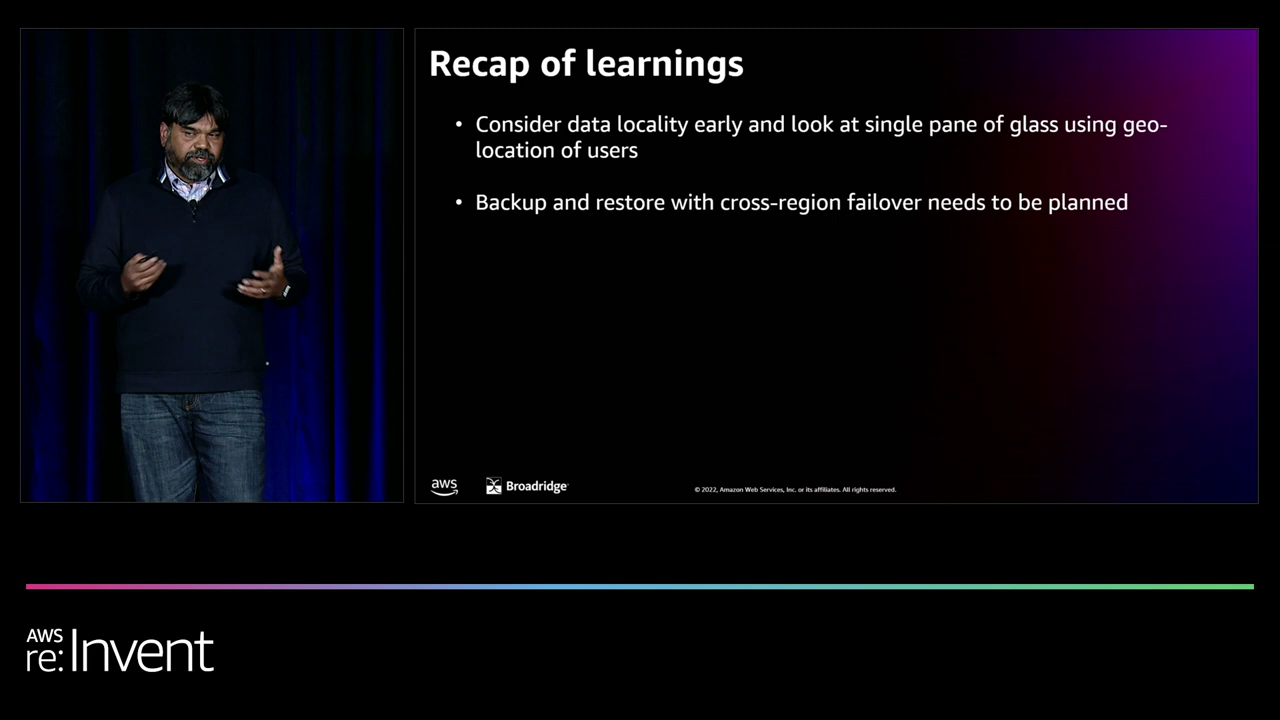 Recap of learnings
• Consider data locality early and look at single pane of glass using geo-
location of users
• Backup and restore with cross-region failover needs to be planned
aws
Broadridge
© 2022, Amazon Web Services, Inc. or its affiliates. All rights reserved.
AWS
re:Invent